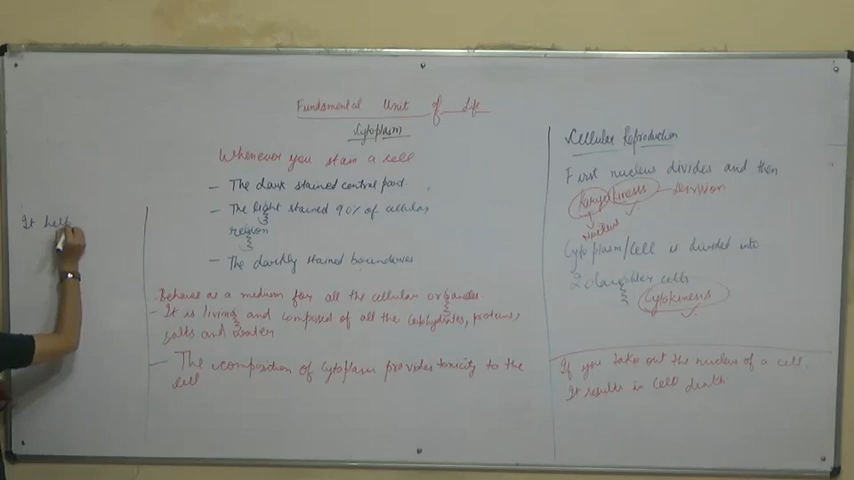 Fundamental Unit of Life
Cytoplasm
Whenever you stain a cell
- The dark stained central part
- The light stained 90% of cellular
region
- The darkly stained boundaries
Behaves as a medium for all the cellular organelles.
- It is living and composed of all the carbohydrates, proteins,
salts and water
- The composition of cytoplasm provides toxicity to the
cell
Cellular Reproduction
First nucleus divides and then
Karyokinesis - division
nucleus
Cytoplasm/cell is divided into
2 daughter cells
Cytokinesis
If you take out the nucleus of a cell.
It results in cell death
It help